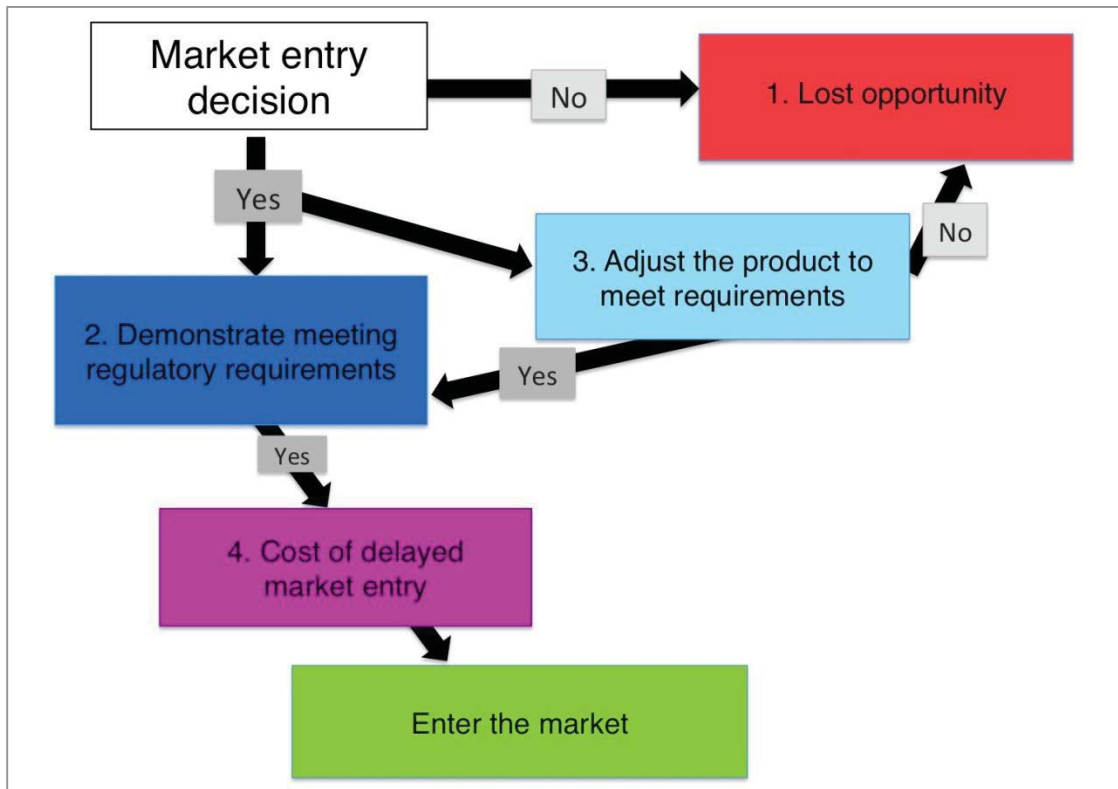 Market entry
decision
No
1. Lost opportunity
Yes
No
3. Adjust the product to
meet requirements
2. Demonstrate meeting
regulatory requirements
Yes
Yes
4. Cost of delayed
market entry
Enter the market